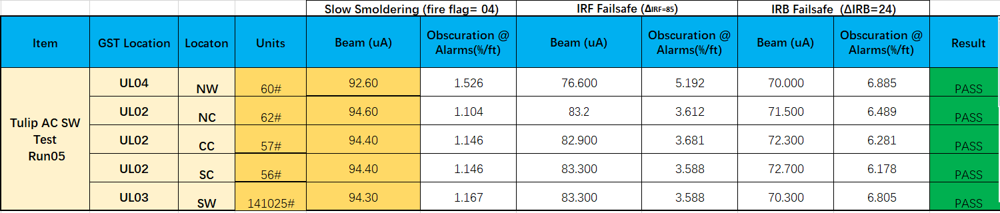 Slow Smoldering (fire flag= 04) IRF Failsafe (ΔIRF=85) IRB Failsafe (ΔIRB=24)
Item GST Location Locaton Units Beam (uA) Obscuration @ Alarms(%/ft) Beam (uA) Obscuration @ Alarms(%/ft) Beam (uA) Obscuration @ Alarms(%/ft) Result
Tulip AC SW Test Run05
UL04 NW 60# 92.60 1.526 76.600 5.192 70.000 6.885 PASS
UL02 NC 62# 94.60 1.104 83.2 3.612 71.500 6.489 PASS
UL02 CC 57# 94.40 1.146 82.900 3.681 72.300 6.281 PASS
UL02 SC 56# 94.40 1.146 83.300 3.588 72.700 6.178 PASS
UL03 SW 141025# 94.30 1.167 83.300 3.588 70.300 6.805 PASS